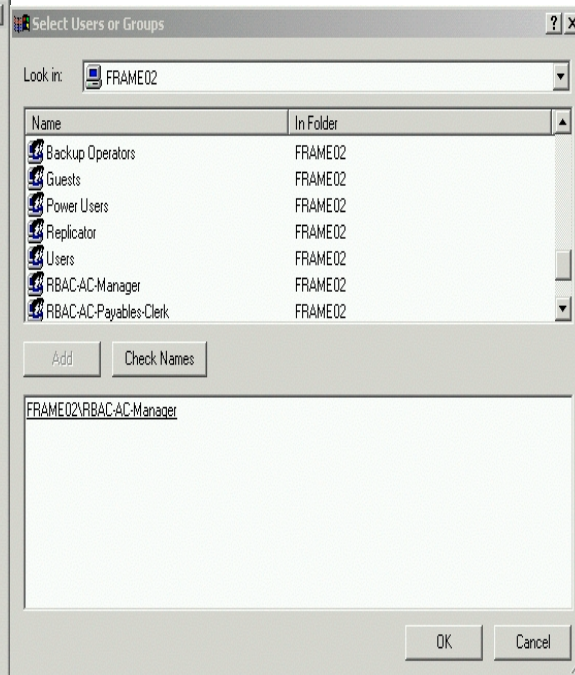 Select Users or Groups
Look in: FRAME02
Name In Folder
Backup Operators FRAME02
Guests FRAME02
Power Users FRAME02
Replicator FRAME02
Users FRAME02
RBAC-AC-Manager FRAME02
RBAC-AC-Payables-Clerk FRAME02
Add Check Names
FRAME02\RBAC-AC-Manager
OK Cancel